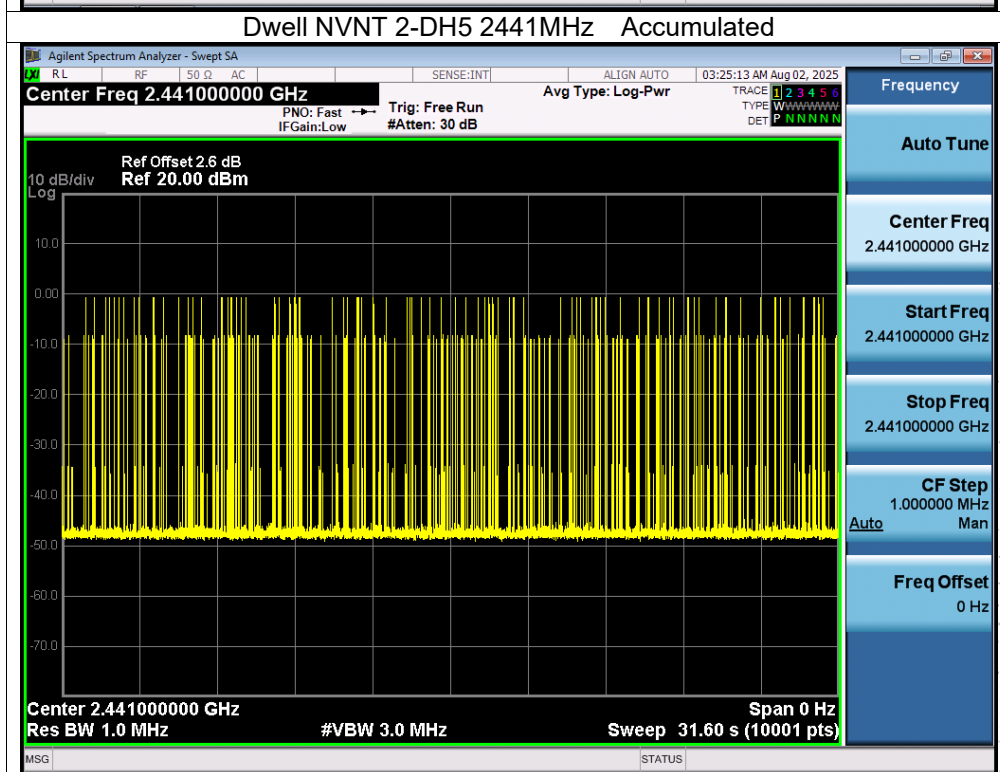 Dwell NVNT 2-DH5 2441MHz Accumulated
Agilent Spectrum Analyzer - Swept SA
LXI RL RF 50 Ω AC SENSE:INT ALIGN AUTO 03:25:13 AM Aug 02, 2025
Center Freq 2.441000000 GHz
PNO: Fast
IFGain:Low
Trig: Free Run
#Atten: 30 dB
Avg Type: Log-Pwr
TRACE 1 2 3 4 5 6
TYPE WWWWWWW
DET P N N N N N
Ref Offset 2.6 dB
10 dB/div Ref 20.00 dBm
Log
10.0
0.00
-10.0
-20.0
-30.0
-40.0
-50.0
-60.0
-70.0
Center 2.441000000 GHz Span 0 Hz
Res BW 1.0 MHz #VBW 3.0 MHz Sweep 31.60 s (10001 pts)
MSG STATUS
Frequency
Auto Tune
Center Freq
2.441000000 GHz
Start Freq
2.441000000 GHz
Stop Freq
2.441000000 GHz
CF Step
1.000000 MHz
Auto Man
Freq Offset
0 Hz